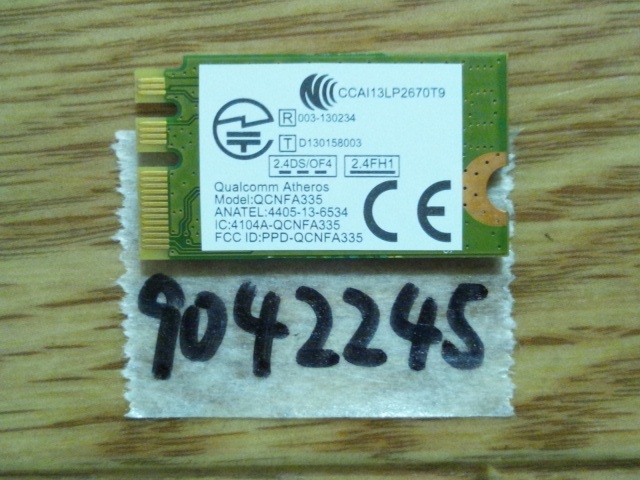 CCAI13LP2670T9
R 003-130234
T D130158003
2.4DS/OF4 2.4FH1
Qualcomm Atheros
Model:QCNFA335
ANATEL:4405-13-6534
IC:4104A-QCNFA335
FCC ID:PPD-QCNFA335
CE
9042245